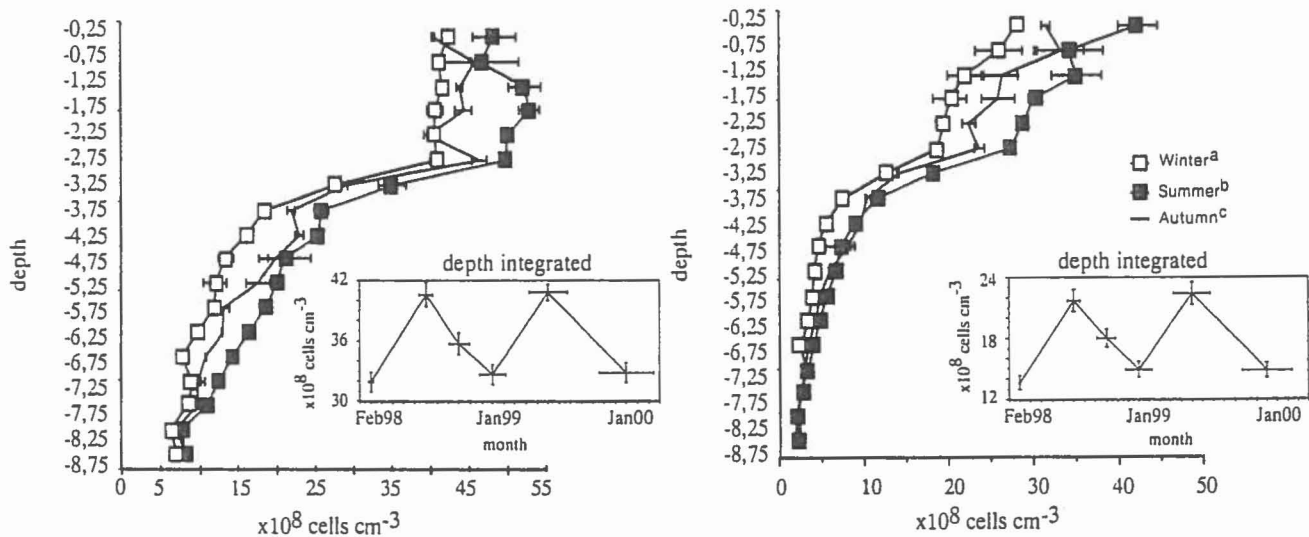 -0,25
-0,75
-1,25
-1,75
-2,25
-2,75
-3,25
-3,75
-4,25
-4,75
-5,25
-5,75
-6,25
-6,75
-7,25
-7,75
-8,25
-8,75
depth
0 5 15 25 35 45 55
x10⁸ cells cm⁻³
depth integrated
42
36
30
x10⁸ cells cm⁻³
Feb98 Jan99 Jan00
month
-0,25
-0,75
-1,25
-1,75
-2,25
-2,75
-3,25
-3,75
-4,25
-4,75
-5,25
-5,75
-6,25
-6,75
-7,25
-7,75
-8,25
-8,75
depth
0 10 20 30 40 50
x10⁸ cells cm⁻³
Winterᵃ
Summerᵇ
Autumnᶜ
depth integrated
24
18
12
x10⁸ cells cm⁻³
Feb98 Jan99 Jan00
month